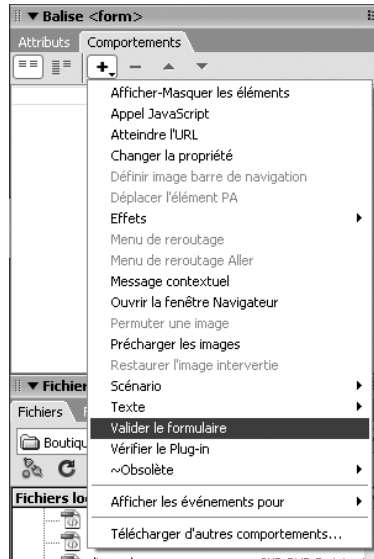 ▼ Balise <form>
Attributs Comportements
Afficher-Masquer les éléments
Appel JavaScript
Atteindre l'URL
Changer la propriété
Définir image barre de navigation
Déplacer l'élément PA
Effets
Menu de reroutage
Menu de reroutage Aller
Message contextuel
Ouvrir la fenêtre Navigateur
Permuter une image
Précharger les images
Restaurer l'image intervertie
▼ Fichier
Scénario
Fichiers
Texte
Valider le formulaire
Boutiqu
Vérifier le Plug-in
~Obsolète
Fichiers lo
Afficher les événements pour
Télécharger d'autres comportements...